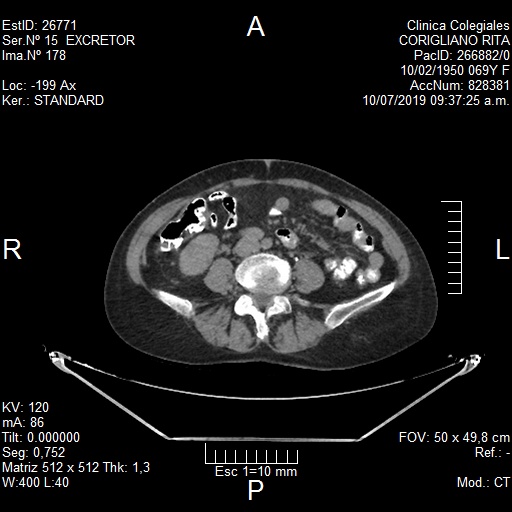 EstID: 26771
Ser.Nº 15 EXCRETOR
Ima.Nº 178
Loc: -199 Ax
Ker.: STANDARD
A
Clinica Colegiales
CORIGLIANO RITA
PacID: 266882/0
10/02/1950 069Y F
AccNum: 828381
10/07/2019 09:37:25 a.m.
R
L
KV: 120
mA: 86
Tilt: 0.000000
Seg: 0,752
Matriz 512 x 512 Thk: 1,3
W:400 L:40
Esc 1=10 mm
P
FOV: 50 x 49,8 cm
Ref.: -
Mod.: CT